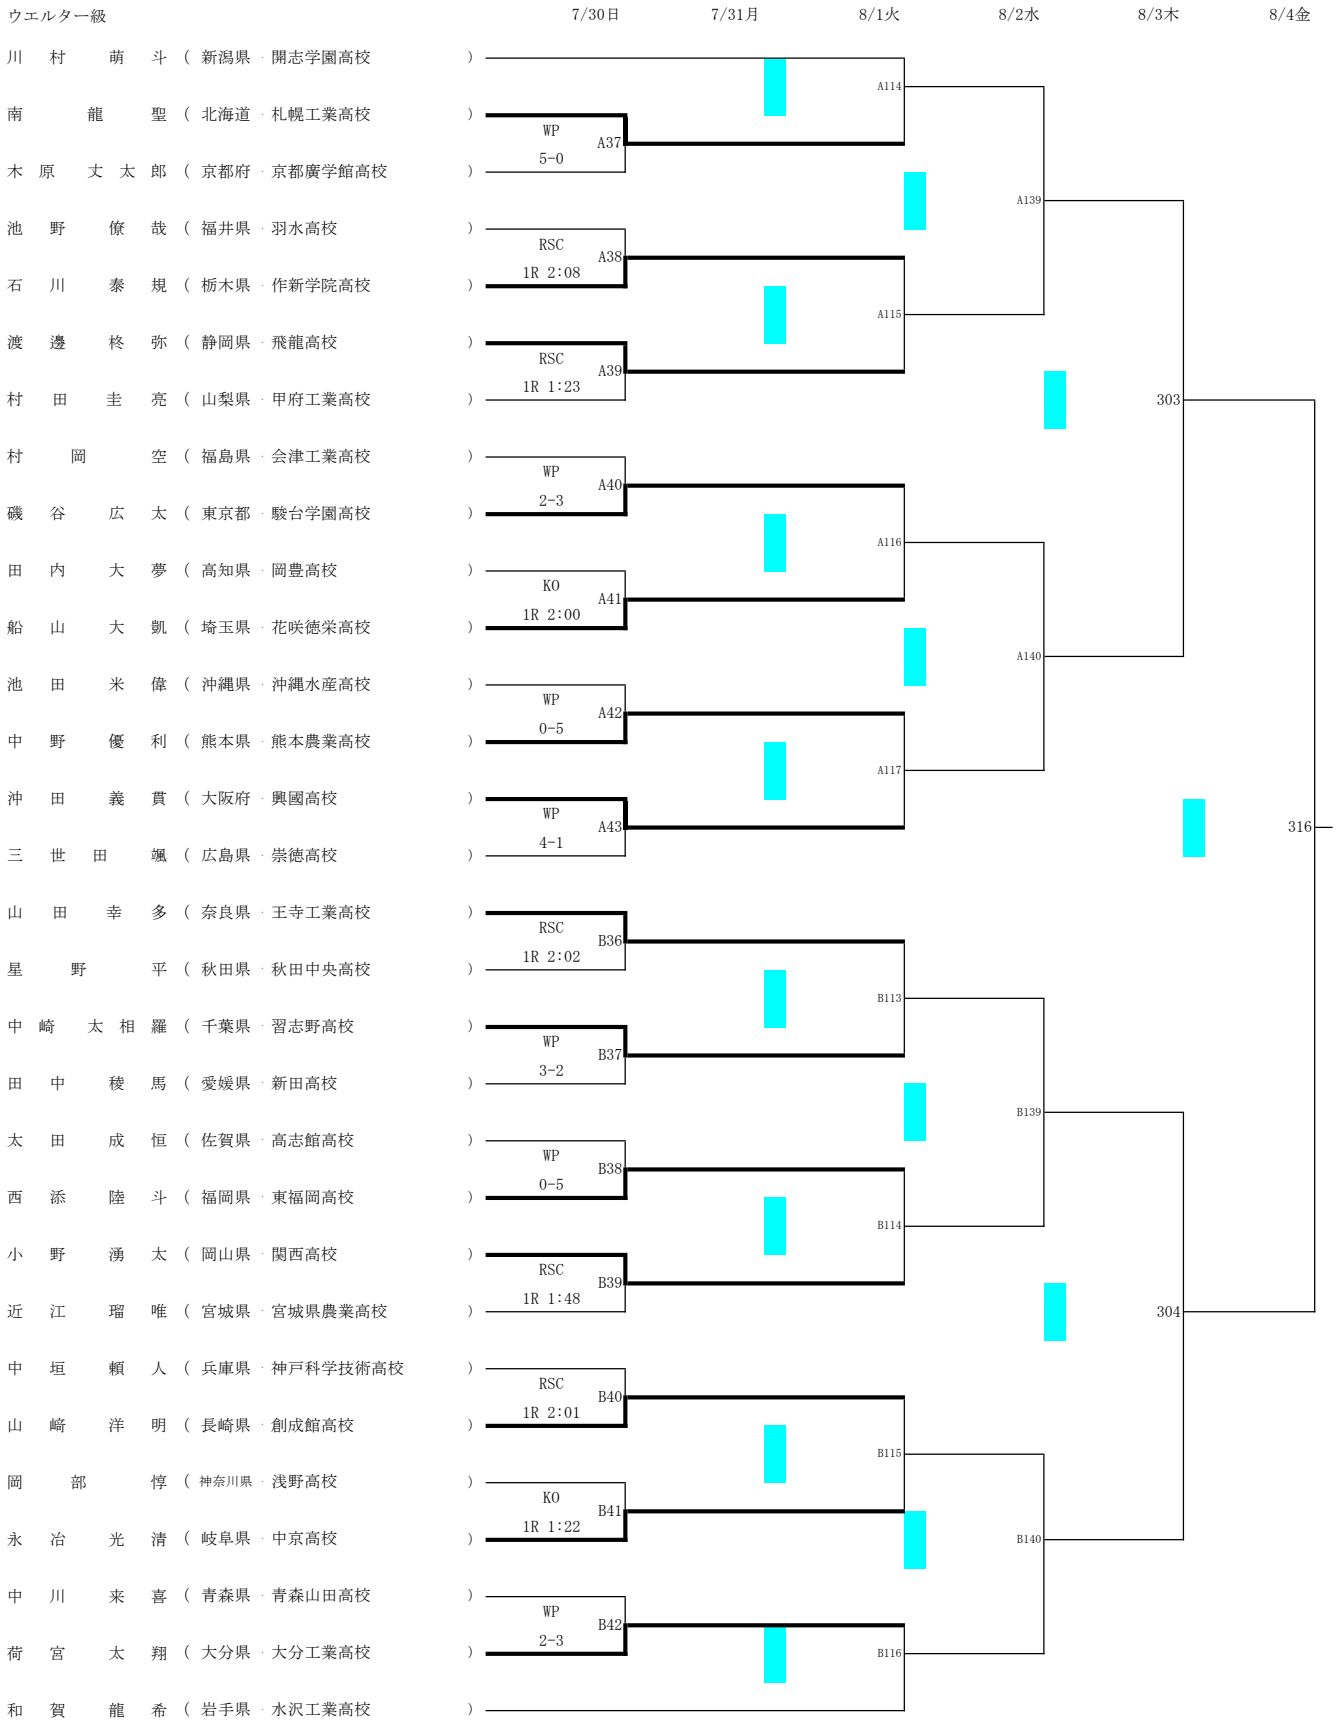 ウエルター級 7/30日 7/31月 8/1火 8/2水 8/3木 8/4金
川村 萌斗 ( 新潟県 · 開志学園高校 )
A114
南 龍聖 ( 北海道 · 札幌工業高校 )
WP A37
5-0
木原 丈太郎 ( 京都府 · 京都廣学館高校 )
A139
池野 僚哉 ( 福井県 · 羽水高校 )
RSC A38
1R 2:08
石川 泰規 ( 栃木県 · 作新学院高校 )
A115
渡邊 柊弥 ( 静岡県 · 飛龍高校 )
RSC A39
1R 1:23
村田 圭亮 ( 山梨県 · 甲府工業高校 )
303
村岡 空 ( 福島県 · 会津工業高校 )
WP A40
2-3
磯谷 広太 ( 東京都 · 駿台学園高校 )
A116
田内 大夢 ( 高知県 · 岡豊高校 )
KO A41
1R 2:00
船山 大凱 ( 埼玉県 · 花咲徳栄高校 )
A140
池田 米偉 ( 沖縄県 · 沖縄水産高校 )
WP A42
0-5
中野 優利 ( 熊本県 · 熊本農業高校 )
A117
沖田 義貫 ( 大阪府 · 興國高校 )
WP A43
4-1
316
三世田 颯 ( 広島県 · 崇徳高校 )
山田 幸多 ( 奈良県 · 王寺工業高校 )
RSC B36
1R 2:02
星野 平 ( 秋田県 · 秋田中央高校 )
B113
中崎 太相羅 ( 千葉県 · 習志野高校 )
WP B37
3-2
田中 稜馬 ( 愛媛県 · 新田高校 )
B139
太田 成恒 ( 佐賀県 · 高志館高校 )
WP B38
0-5
西添 陸斗 ( 福岡県 · 東福岡高校 )
B114
小野 湧太 ( 岡山県 · 関西高校 )
RSC B39
1R 1:48
近江 瑠唯 ( 宮城県 · 宮城県農業高校 )
304
中垣 頼人 ( 兵庫県 · 神戸科学技術高校 )
RSC B40
1R 2:01
山﨑 洋明 ( 長崎県 · 創成館高校 )
B115
岡部 惇 ( 神奈川県 · 浅野高校 )
KO B41
1R 1:22
永冶 光清 ( 岐阜県 · 中京高校 )
B140
中川 来喜 ( 青森県 · 青森山田高校 )
WP B42
2-3
荷宮 太翔 ( 大分県 · 大分工業高校 )
B116
和賀 龍希 ( 岩手県 · 水沢工業高校 )